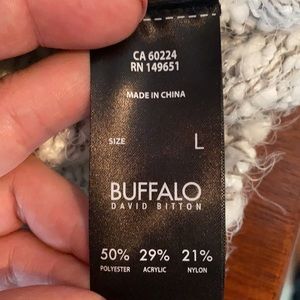 CA 60224
RN 149651
MADE IN CHINA
SIZE L
BUFFALO
DAVID BITTON
50% 29% 21%
POLYESTER ACRYLIC NYLON